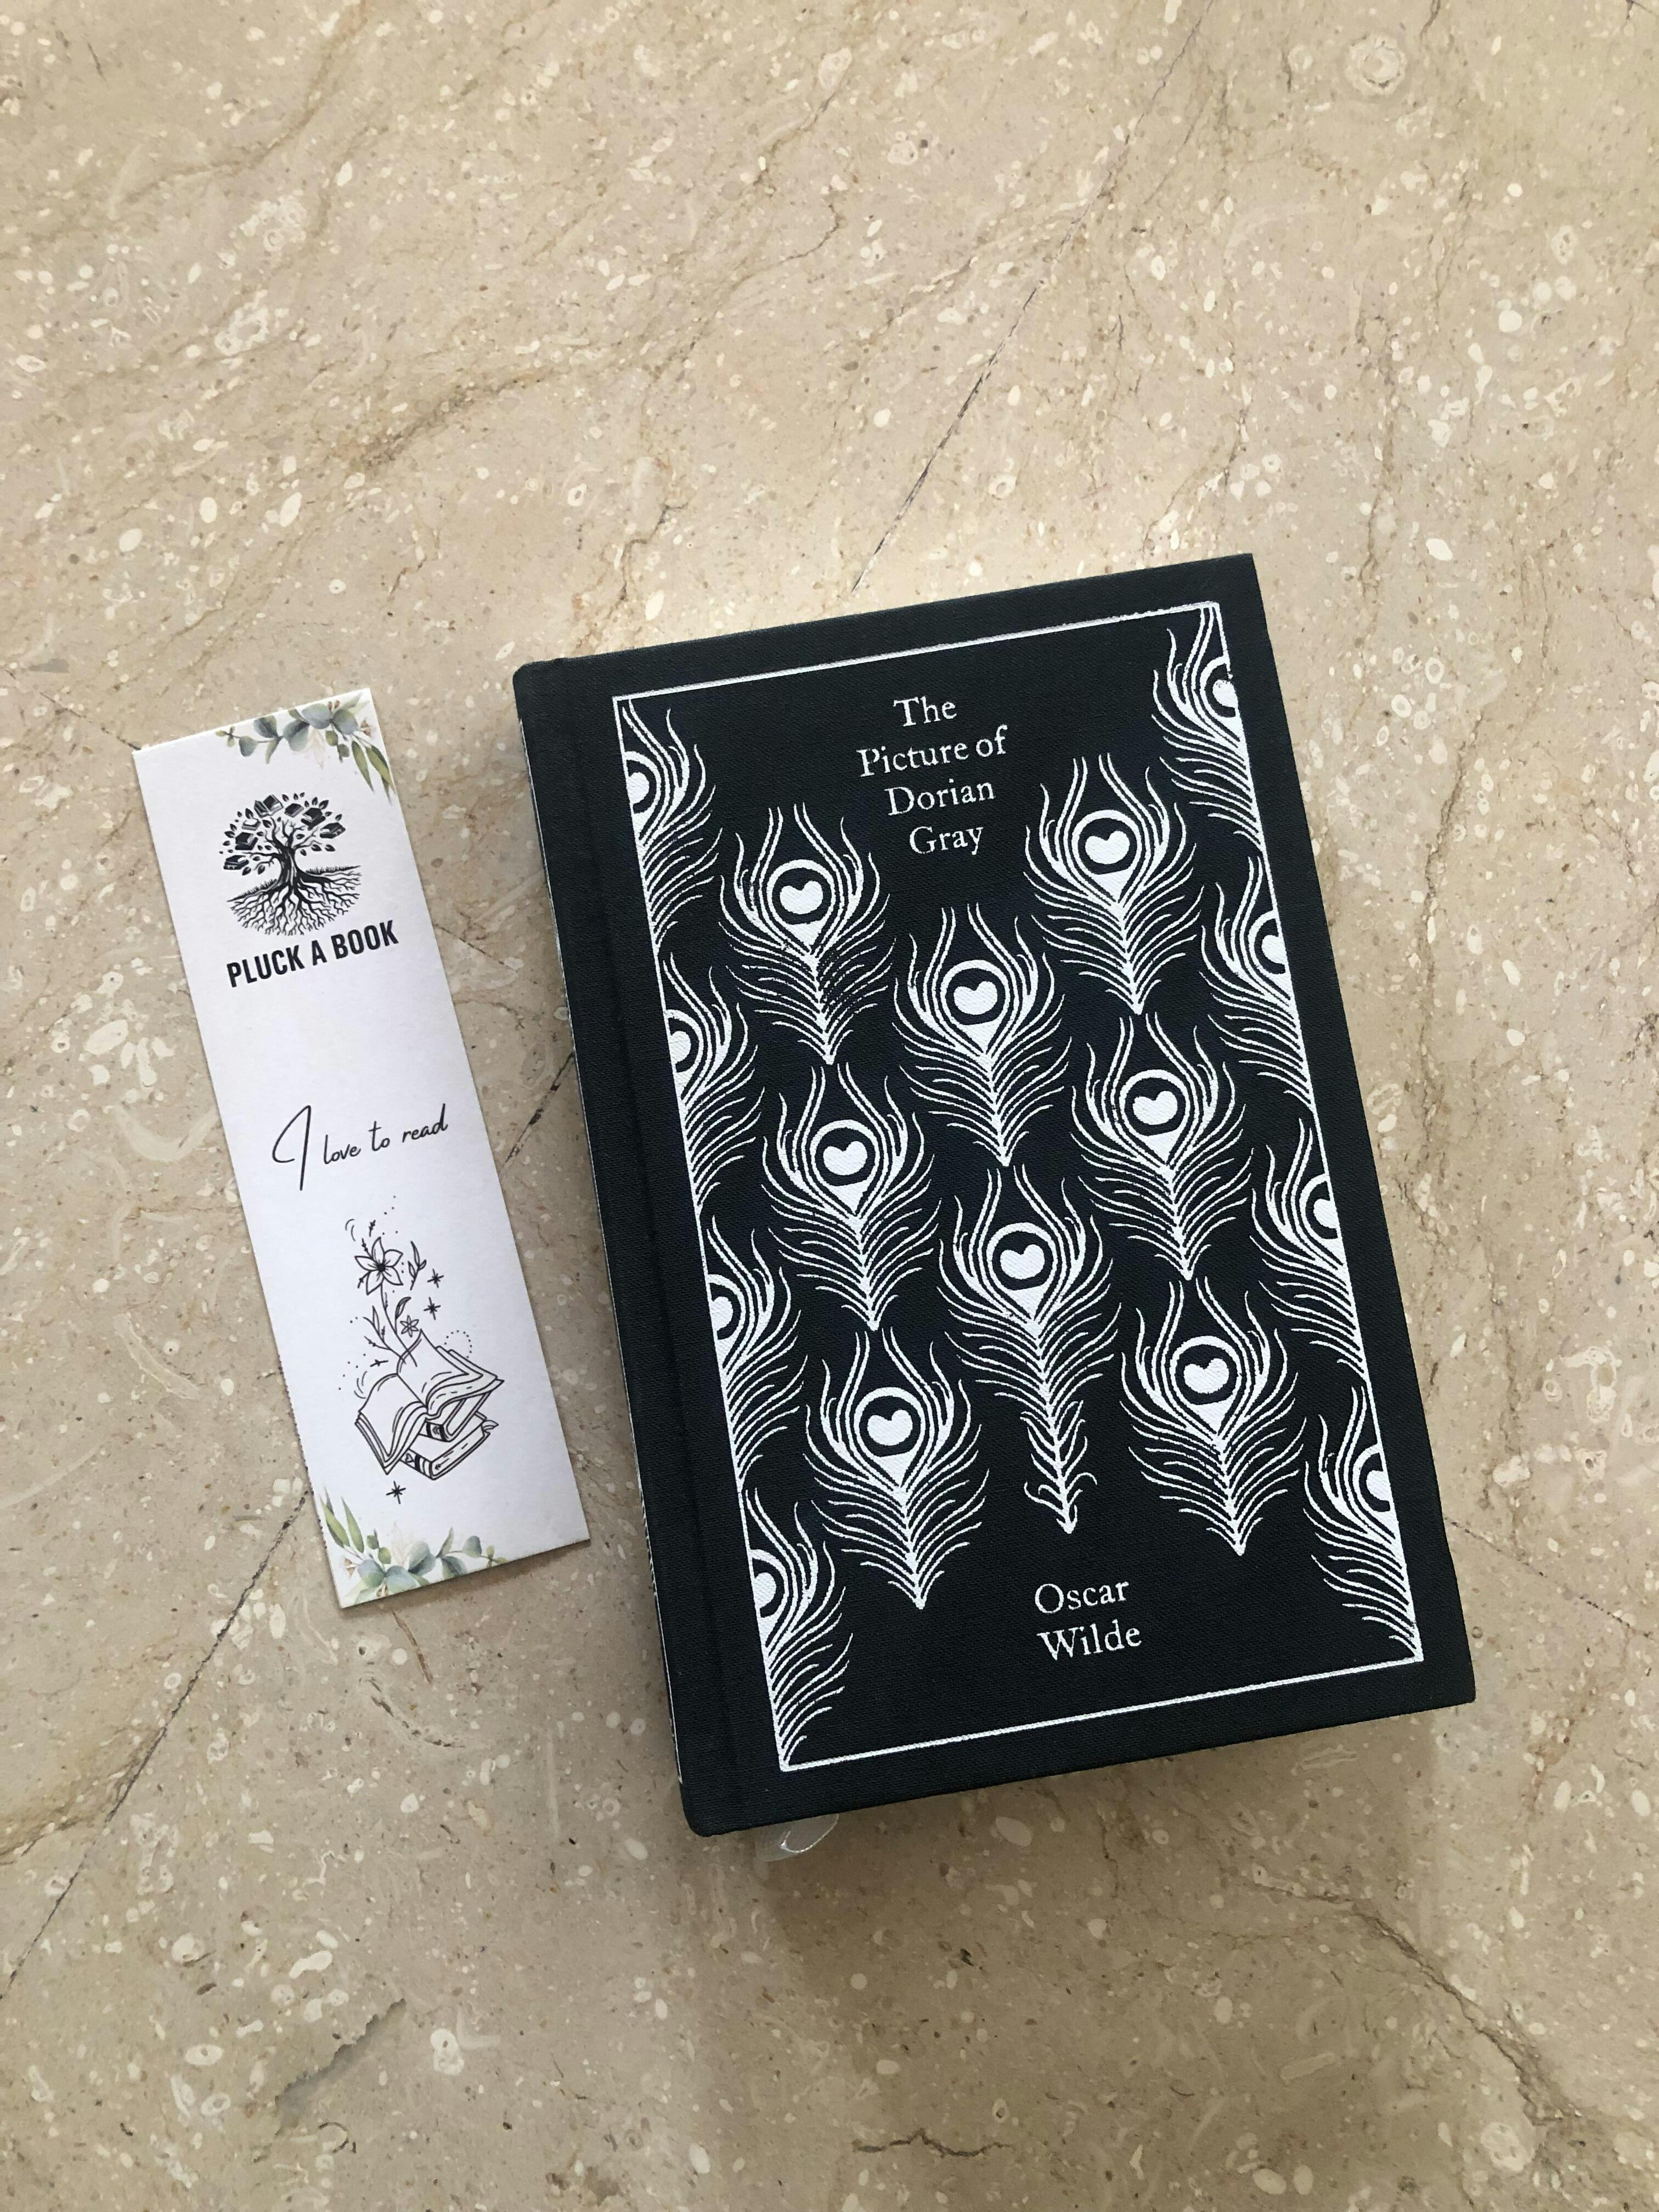 PLUCK A BOOK
I love to read
The
Picture of
Dorian
Gray
Oscar
Wilde